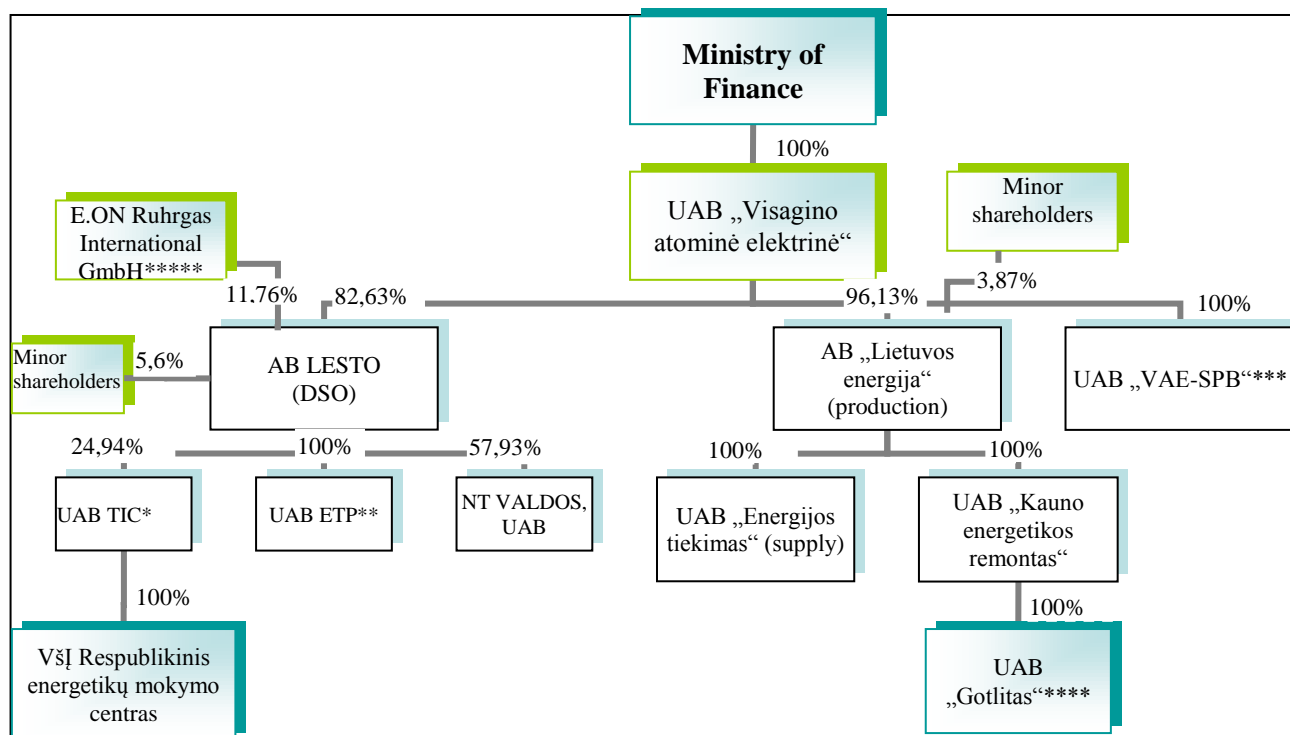 Ministry of
Finance
100%
UAB „Visagino
atominė elektrinė“
Minor
shareholders
E.ON Ruhrgas
International
GmbH*****
11,76%
82,63%
96,13%
3,87%
100%
Minor
shareholders
5,6%
AB LESTO
(DSO)
AB „Lietuvos
energija“
(production)
UAB „VAE-SPB“***
24,94%
100%
57,93%
100%
100%
UAB TIC*
UAB ETP**
NT VALDOS,
UAB
UAB „Energijos
tiekimas“ (supply)
UAB „Kauno
energetikos
remontas“
100%
100%
VšĮ Respublikinis
energetikų mokymo
centras
UAB
„Gotlitas“****